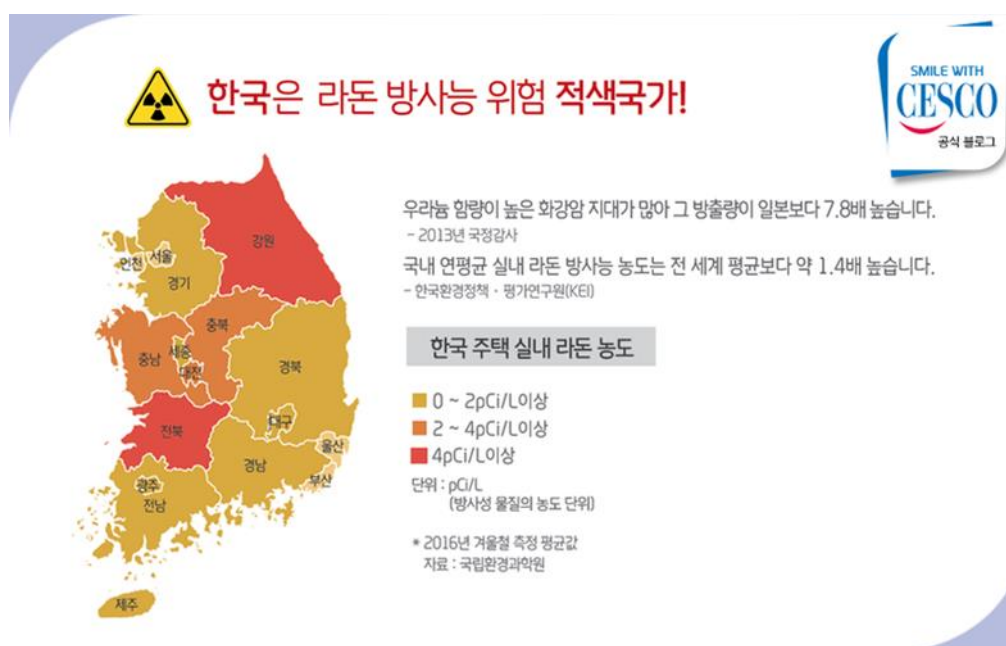 한국은 라돈 방사능 위험 적색국가!
SMILE WITH
CESCO
공식 블로그
우라늄 함량이 높은 화강암 지대가 많아 그 방출량이 일본보다 7.8배 높습니다.
- 2013년 국정감사
국내 연평균 실내 라돈 방사능 농도는 전 세계 평균보다 약 1.4배 높습니다.
- 한국환경정책·평가연구원(KEI)
한국 주택 실내 라돈 농도
0 ~ 2pCi/L이상
2 ~ 4pCi/L이상
4pCi/L이상
단위 : pCi/L
(방사성 물질의 농도 단위)
* 2016년 겨울철 측정 평균값
자료 : 국립환경과학원
강원
인천
서울
경기
충북
충남
세종
대전
경북
대구
전북
울산
경남
부산
광주
전남
제주